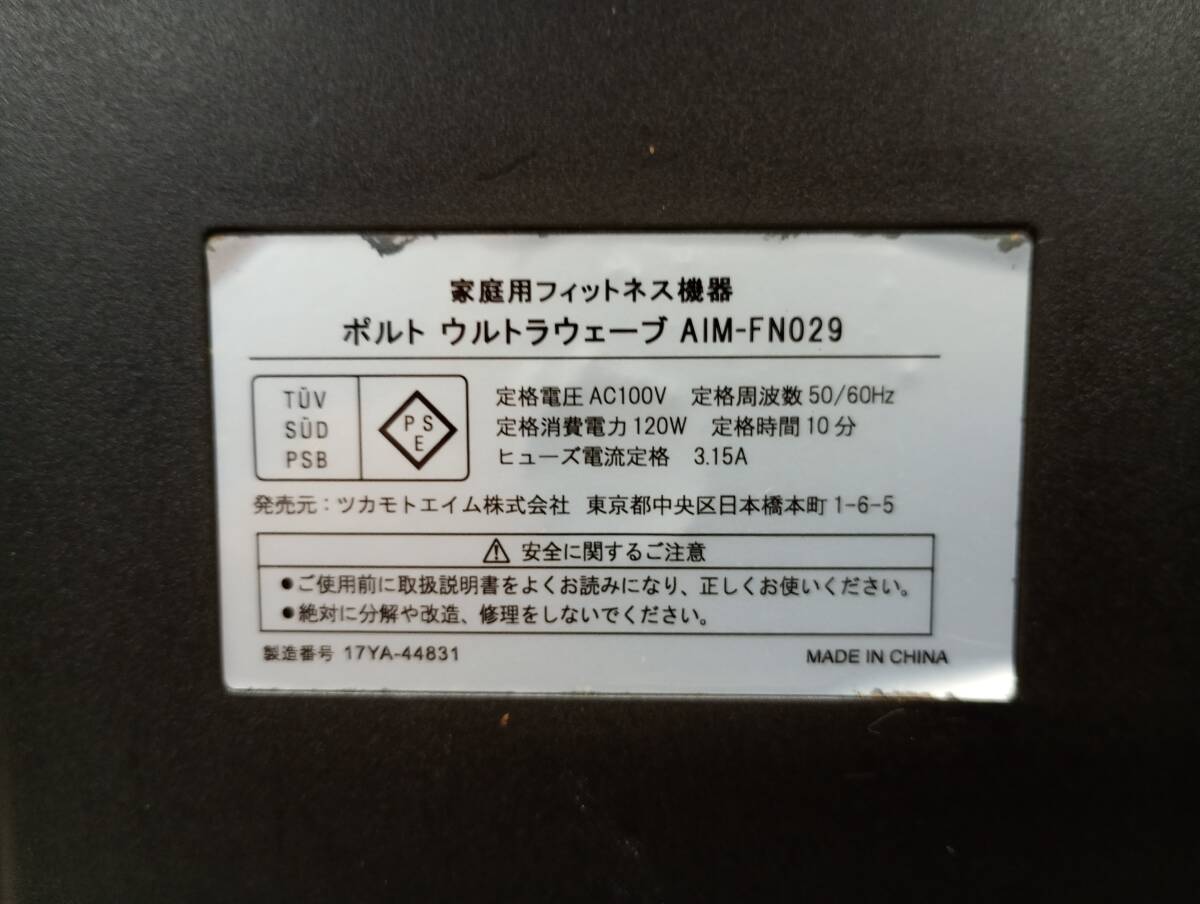 家庭用フィットネス機器
ポルト ウルトラウェーブ AIM-FN029
TÜV
SÜD
PSB
PSE
定格電圧 AC100V 定格周波数 50/60Hz
定格消費電力 120W 定格時間 10分
ヒューズ電流定格 3.15A
発売元：ツカモトエイム株式会社 東京都中央区日本橋本町1-6-5
⚠ 安全に関するご注意
●ご使用前に取扱説明書をよくお読みになり、正しくお使いください。
●絶対に分解や改造、修理をしないでください。
製造番号 17YA-44831 MADE IN CHINA